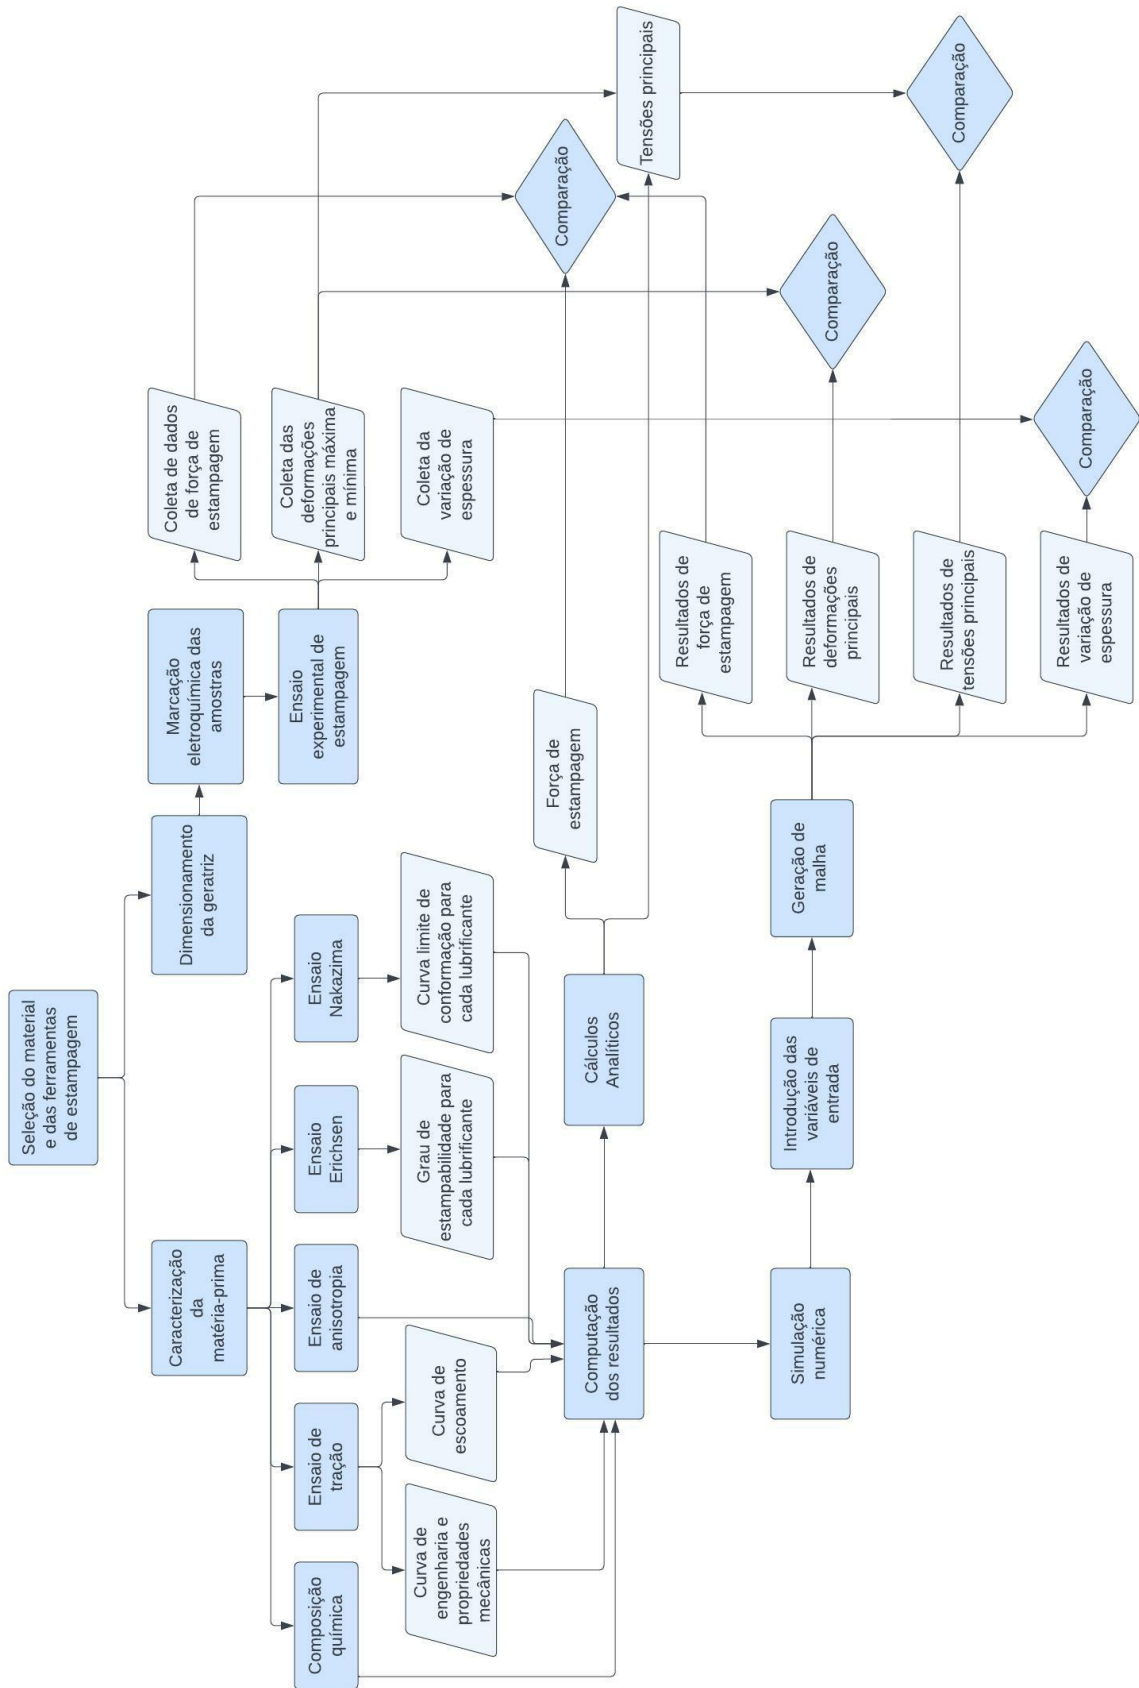 Seleção do material
e das ferramentas
de estampagem
Caracterização
da
matéria-prima
Dimensionamento
da geratriz
Marcação
eletroquímica das
amostras
Composição
química
Ensaio de
tração
Ensaio de
anisotropia
Ensaio
Erichsen
Ensaio
Nakazima
Ensaio
experimental de
estampagem
Coleta de dados
de força de
estampagem
Coleta das
deformações
principais máxima
e mínima
Coleta da
variação de
espessura
Curva de
engenharia e
propriedades
mecânicas
Curva de
escoamento
Grau de
estampabilidade para
cada lubrificante
Curva limite de
conformação para
cada lubrificante
Computação
dos resultados
Cálculos
Analíticos
Força de
estampagem
Comparação
Tensões principais
Simulação
numérica
Introdução das
variáveis de
entrada
Geração de
malha
Resultados de
força de
estampagem
Resultados de
deformações
principais
Comparação
Resultados de
tensões principais
Comparação
Resultados de
variação de
espessura
Comparação